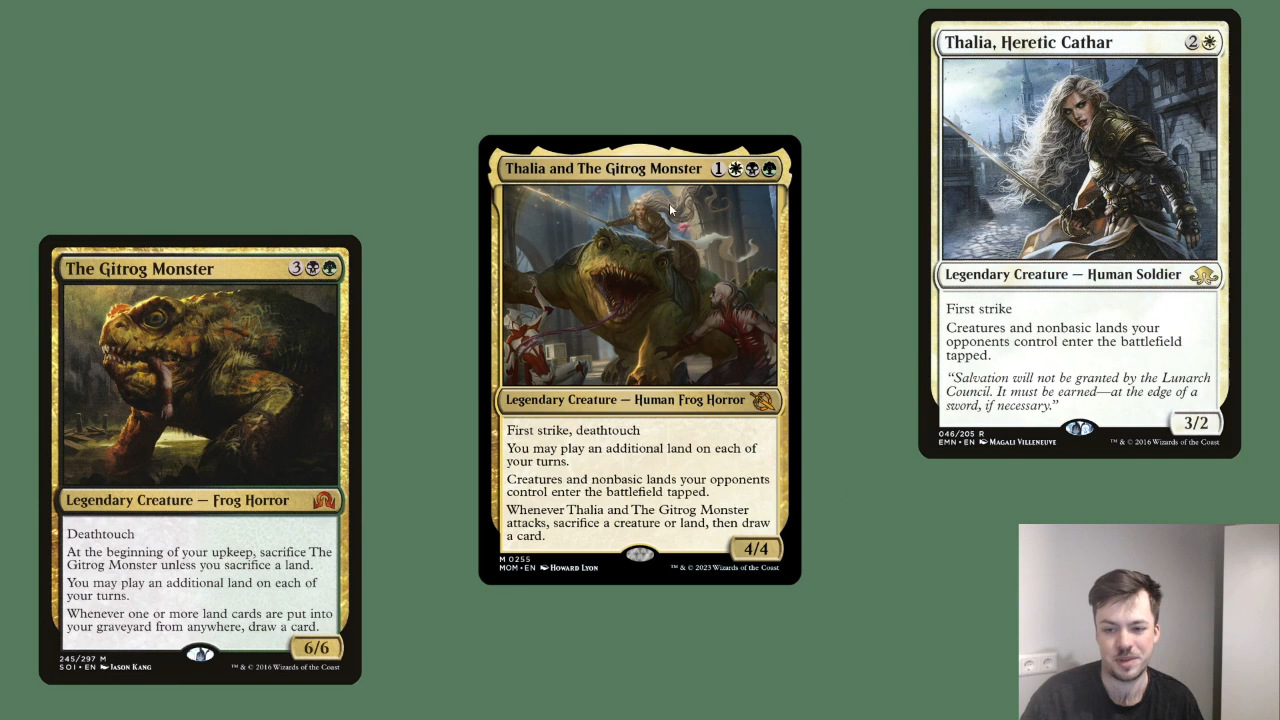 The Gitrog Monster 3
Legendary Creature — Frog Horror
Deathtouch
At the beginning of your upkeep, sacrifice The
Gitrog Monster unless you sacrifice a land.
You may play an additional land on each of
your turns.
Whenever one or more land cards are put into
your graveyard from anywhere, draw a card.
6/6
245/297 M
SOI • EN Jason Kang
™ & © 2016 Wizards of the Coast
Thalia and The Gitrog Monster 1
Legendary Creature — Human Frog Horror
First strike, deathtouch
You may play an additional land on each of
your turns.
Creatures and nonbasic lands your opponents
control enter the battlefield tapped.
Whenever Thalia and The Gitrog Monster
attacks, sacrifice a creature or land, then draw
a card.
4/4
M 0255
MOM • EN Howard Lyon
™ & © 2023 Wizards of the Coast
Thalia, Heretic Cathar 2
Legendary Creature — Human Soldier
First strike
Creatures and nonbasic lands your
opponents control enter the battlefield
tapped.
“Salvation will not be granted by the Lunarch
Council. It must be earned—at the edge of a
sword, if necessary.”
3/2
046/205 R
EMN • EN Magali Villeneuve
™ & © 2016 Wizards of the Coast